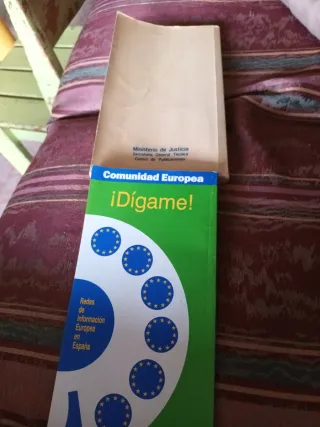 Ministerio de Justicia
Secretaría General Técnica
Centro de Publicaciones
Comunidad Europea
¡Dígame!
Redes
de
Información
Europea
en
España